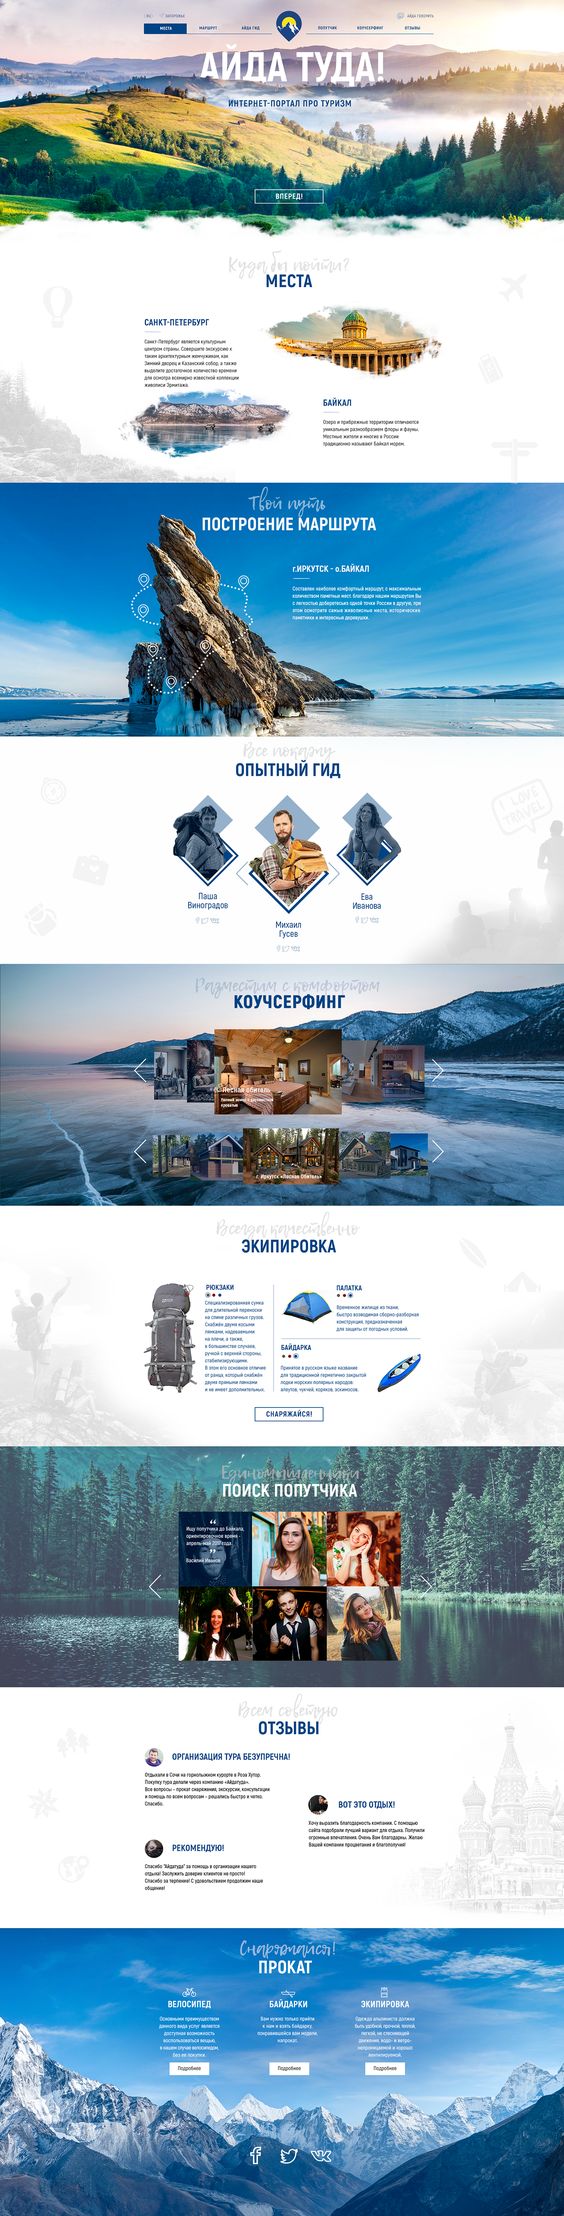 МЕСТА
МАРШРУТ
АЙДА ГИД
ПОПУТЧИК
КОУЧСЕРФИНГ
ОТЗЫВЫ
АЙДА ТУДА!
ИНТЕРНЕТ-ПОРТАЛ ПРО ТУРИЗМ
ВПЕРЕД!
Куда бы пойти?
МЕСТА
САНКТ-ПЕТЕРБУРГ
Санкт-Петербург является культурным
центром страны. Совершите экскурсию к
таким архитектурным жемчужинам, как
Зимний дворец и Казанский собор, а также
выделите достаточное количество времени
для осмотра всемирно известной коллекции
живописи Эрмитажа.
БАЙКАЛ
Озеро и прибрежные территории отличаются
уникальным разнообразием флоры и фауны.
Местные жители и многие в России
традиционно называют Байкал морем.
Твой путь
ПОСТРОЕНИЕ МАРШРУТА
г.ИРКУТСК - о.БАЙКАЛ
Составлен наиболее комфортный маршрут, с максимальным
количеством памятных мест. Благодаря нашим маршрутам Вы
с легкостью доберетесь с одной точки России в другую, при
этом осмотрите самые живописные места, исторических
памятники и интересные деревушки.
Все покажу
ОПЫТНЫЙ ГИД
I LOVE
TRAVEL
Паша
Виноградов
Михаил
Гусев
Ева
Иванова
Разместим с комфортом
КОУЧСЕРФИНГ
Лесная обитель
г. Иркутск «Лесная Обитель»
Всегда качественно
ЭКИПИРОВКА
РЮКЗАКИ
Специализированная сумка
для длительной переноски
на спине различных грузов.
Снабжён двумя косыми
лямками, надеваемыми
на плечи, а также,
в большинстве случаев,
ручкой с верхней стороны,
стабилизирующими.
В этом его основное отличие
от ранца, который снабжён
двумя прямыми лямками
и не имеет дополнительных.
ПАЛАТКА
Временное жилище из ткани,
быстро возводимая сборно-разборная
конструкция, предназначенная
для защиты от погодных условий.
БАЙДАРКА
Принятое в русском языке название
для традиционной герметично закрытой
лодки морских полярных народов:
алеутов, чукчей, коряков, эскимосов.
СНАРЯЖАЙСЯ!
Единомышленники
ПОИСК ПОПУТЧИКА
Ищу попутчика до Байкала,
ориентировочное время -
апрель-май 2017 года.
Василий Иванов
Всем советую
ОТЗЫВЫ
ОРГАНИЗАЦИЯ ТУРА БЕЗУПРЕЧНА!
Отдыхали в Сочи на горнолыжном курорте в Роза Хутор.
Покупку тура делали через компанию «Айдатуда».
Все вопросы – прокат снаряжения, экскурсии, консультации
и помощь по всем вопросам – решались быстро и четко.
Спасибо.
ВОТ ЭТО ОТДЫХ!
Хочу выразить благодарность компании. С помощью
сайта подобрали лучший вариант для отдыха. Получили
огромные впечатления. Очень Вам благодарны. Желаю
Вашей компании процветания и благополучия!
РЕКОМЕНДУЮ!
Спасибо "Айдатуда" за помощь в организации нашего
отдыха! Заслужить доверие клиентов не просто!
Спасибо за терпение! С удовольствием продолжим наше
общение!
Снаряжайся!
ПРОКАТ
ВЕЛОСИПЕД
Основными преимуществом
данного вида услуг является
доступная возможность
воспользоваться вещью,
в нашем случае велосипедом,
без ее покупки.
Подробнее
БАЙДАРКИ
Вам нужно только прийти
к нам и взять байдарку,
понравившейся вам модели,
напрокат.
Подробнее
ЭКИПИРОВКА
Одежда альпиниста должна
быть удобной, прочной, теплой,
легкой, не стесняющей
движения, водо- и ветро-
непроницаемой и хорошо
вентилируемой.
Подробнее